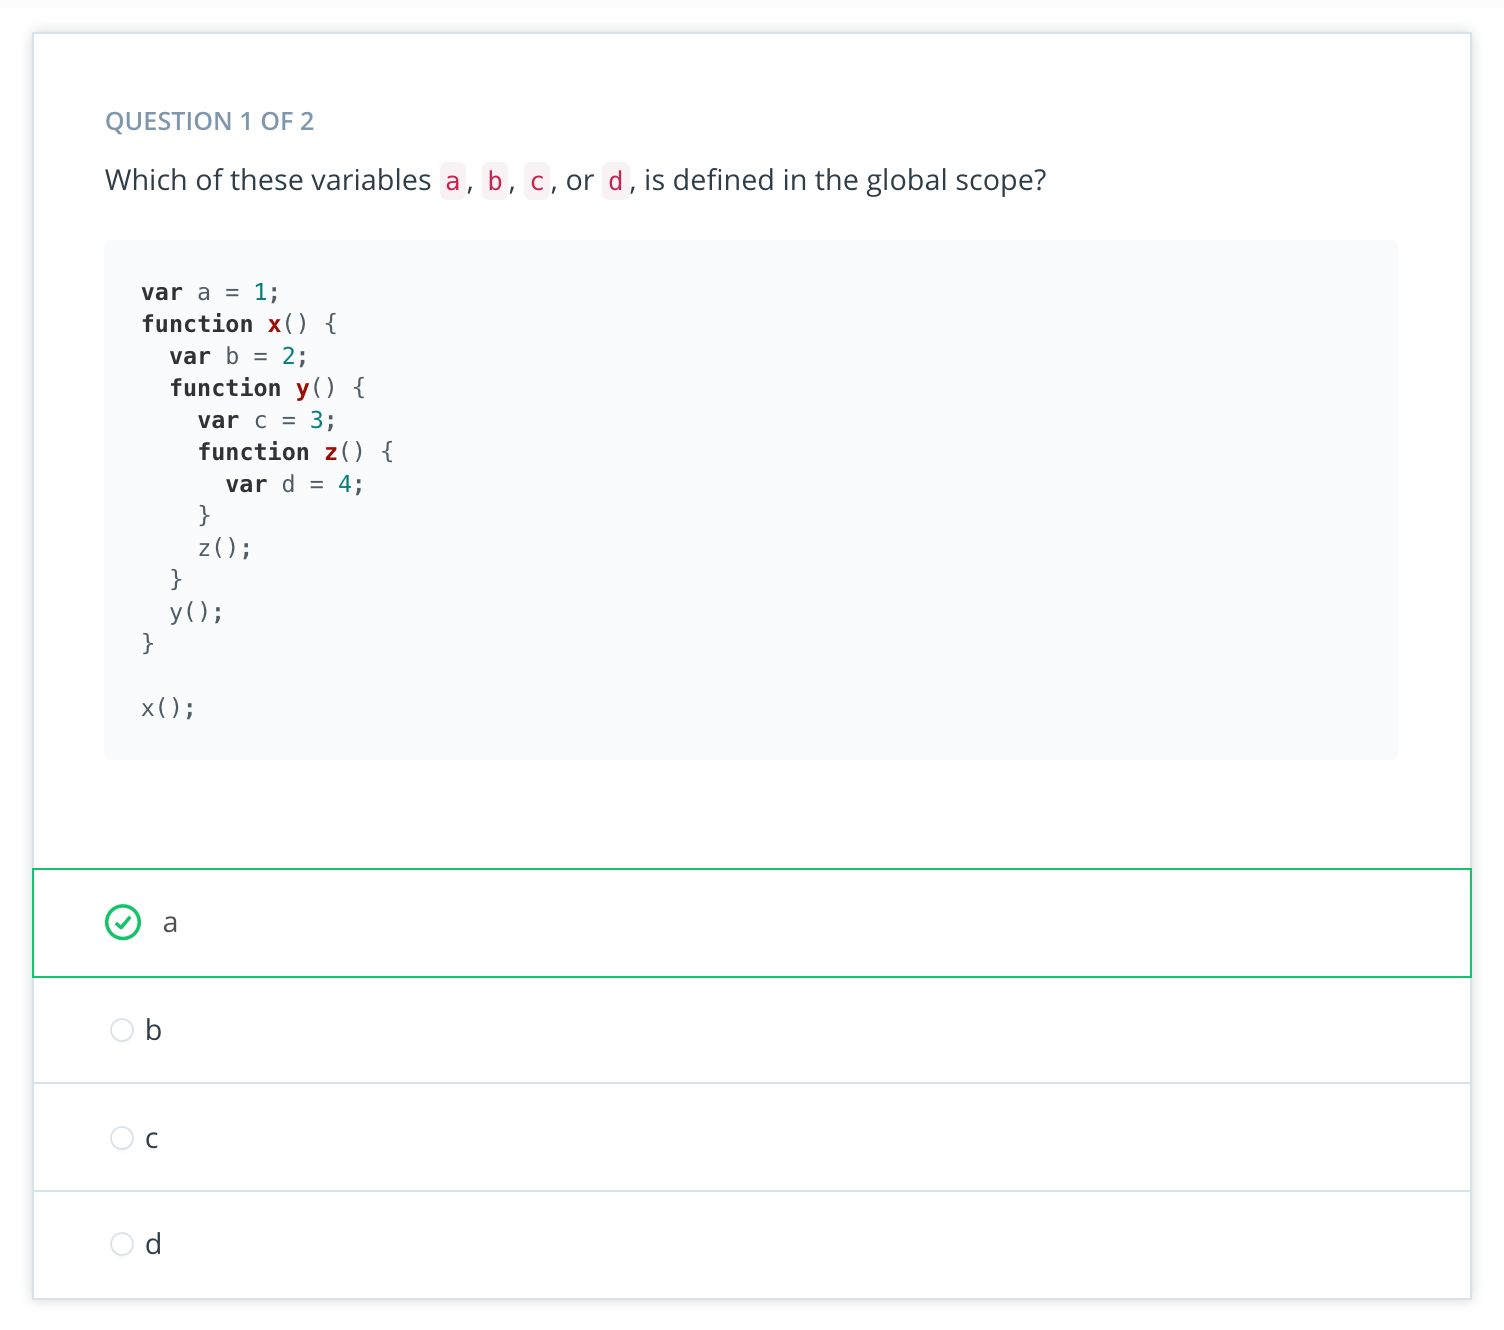 QUESTION 1 OF 2
Which of these variables a, b, c, or d, is defined in the global scope?
var a = 1;
function x() {
  var b = 2;
  function y() {
    var c = 3;
    function z() {
      var d = 4;
    }
    z();
  }
  y();
}
x();
a
b
c
d